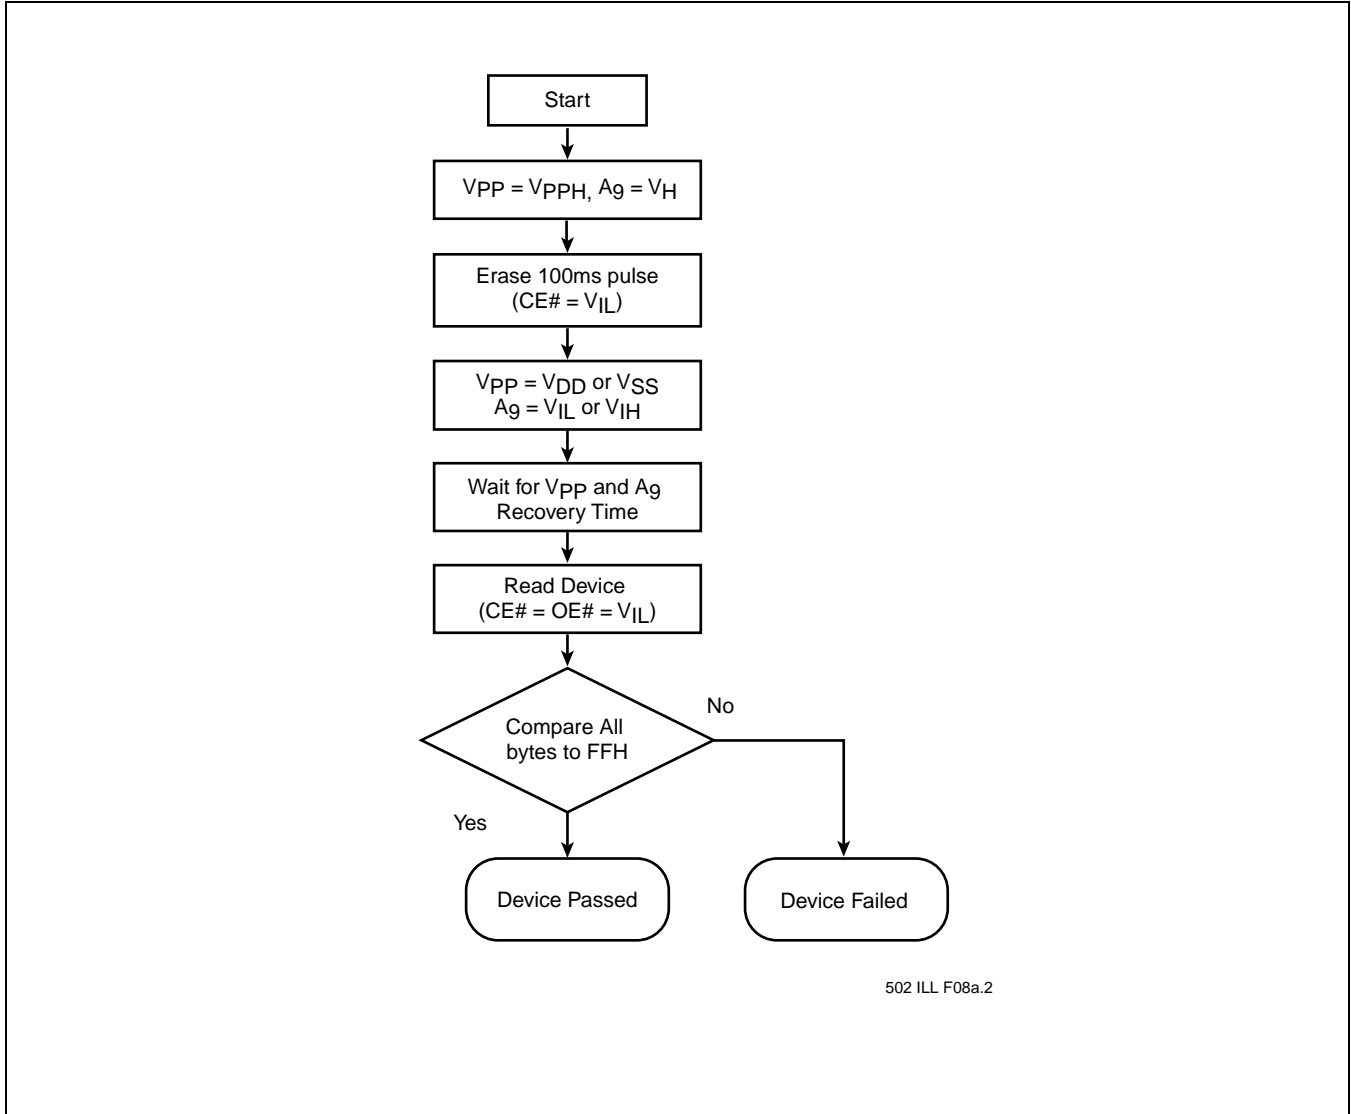 Start
VPP = VPPH, A9 = VH
Erase 100ms pulse
(CE# = VIL)
VPP = VDD or VSS
A9 = VIL or VIH
Wait for VPP and A9
Recovery Time
Read Device
(CE# = OE# = VIL)
Compare All
bytes to FFH
No
Yes
Device Passed
Device Failed
502 ILL F08a.2